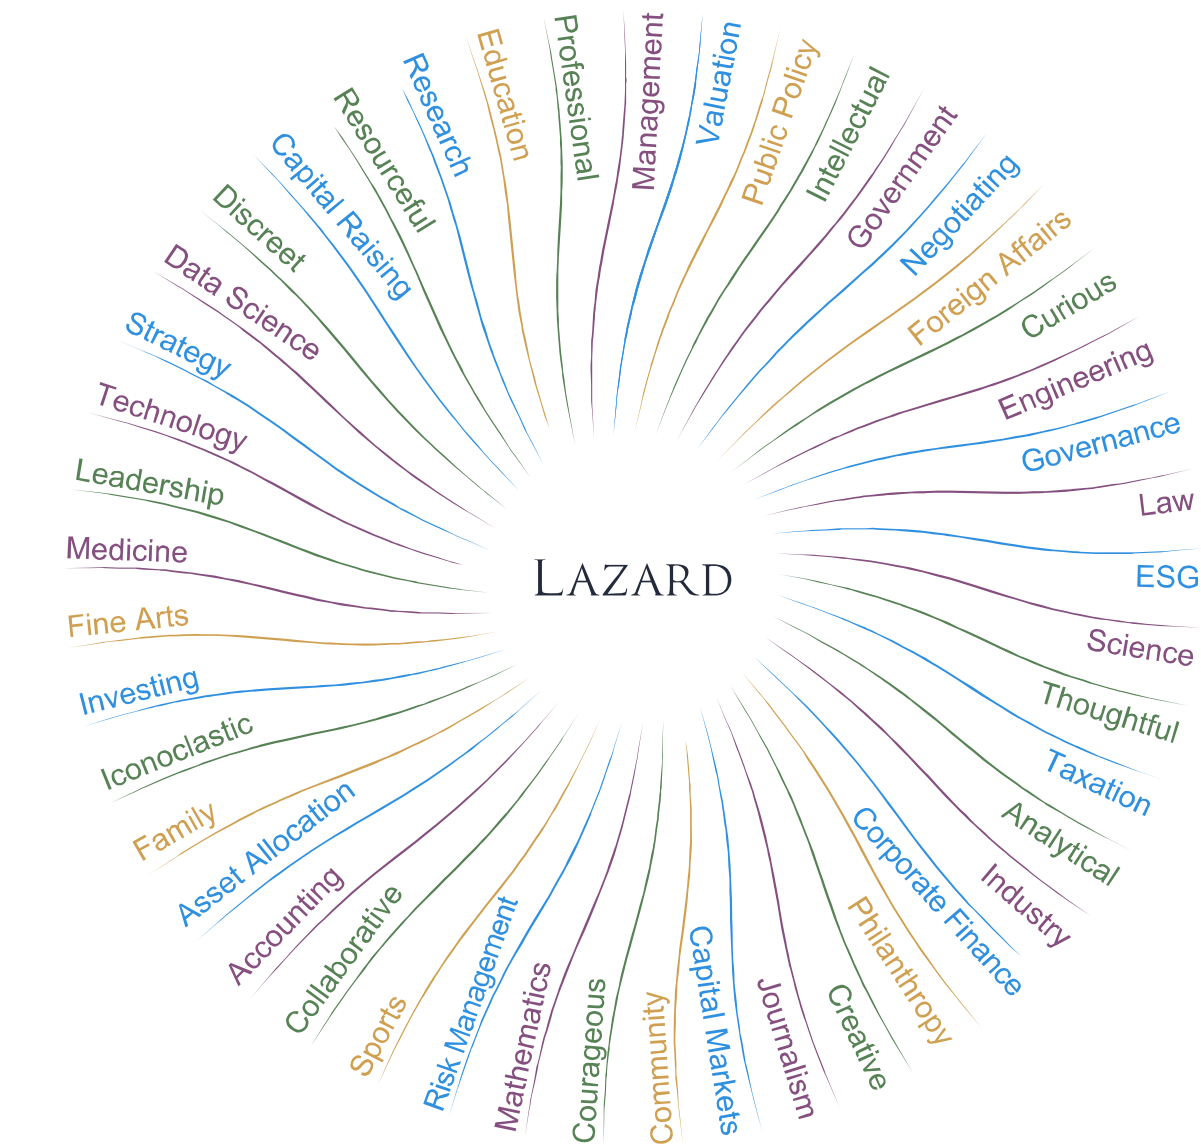 Management
Valuation
Public Policy
Intellectual
Government
Negotiating
Foreign Affairs
Curious
Engineering
Governance
Law
ESG
Science
Thoughtful
Taxation
Analytical
Industry
Corporate Finance
Philanthropy
Creative
Journalism
Capital Markets
Community
Courageous
Mathematics
Risk Management
Sports
Collaborative
Accounting
Asset Allocation
Family
Iconoclastic
Investing
Fine Arts
Medicine
Leadership
Technology
Strategy
Data Science
Discreet
Capital Raising
Resourceful
Research
Education
Professional
LAZARD